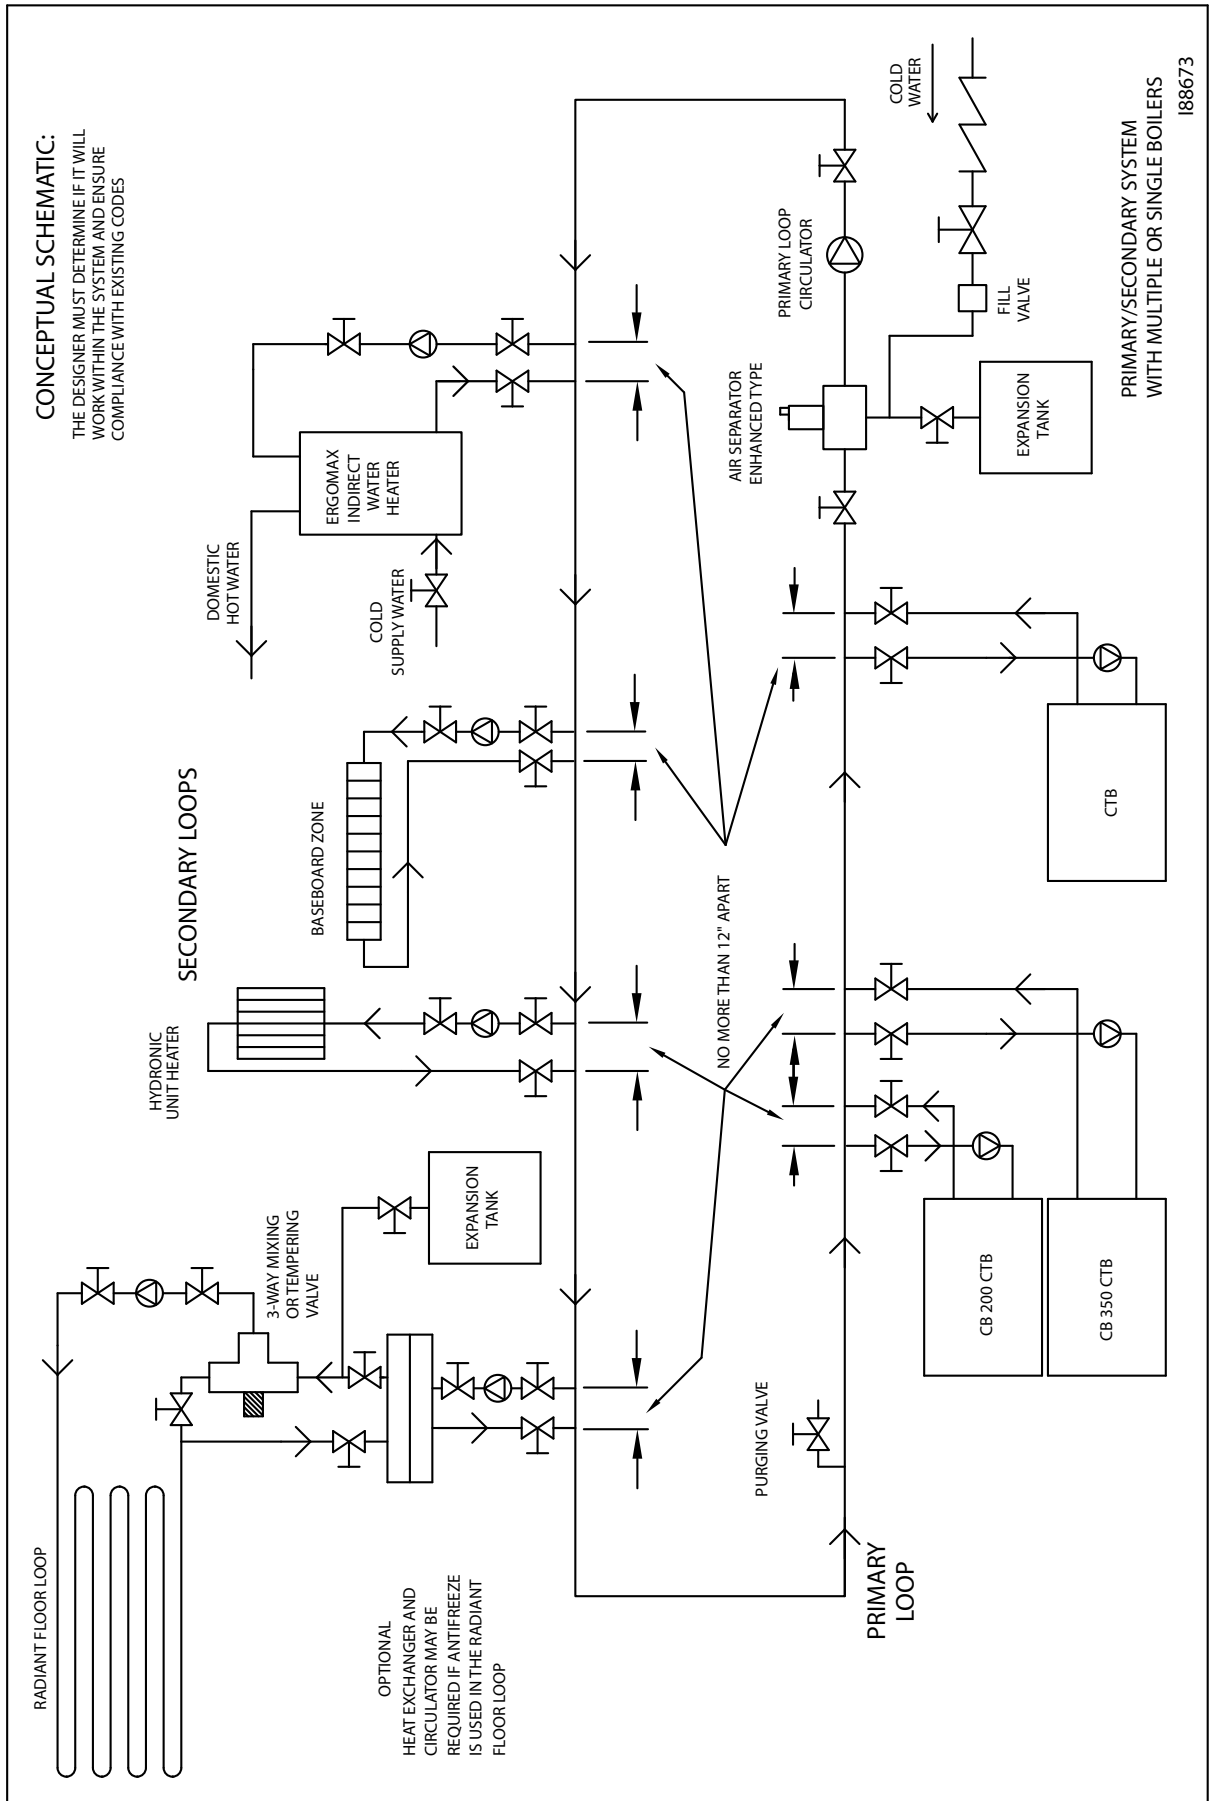 CONCEPTUAL SCHEMATIC:
THE DESIGNER MUST DETERMINE IF IT WILL
WORK WITHIN THE SYSTEM AND ENSURE
COMPLIANCE WITH EXISTING CODES
SECONDARY LOOPS
RADIANT FLOOR LOOP
3-WAY MIXING
OR TEMPERING
VALVE
EXPANSION
TANK
OPTIONAL
HEAT EXCHANGER AND
CIRCULATOR MAY BE
REQUIRED IF ANTIFREEZE
IS USED IN THE RADIANT
FLOOR LOOP
HYDRONIC
UNIT HEATER
BASEBOARD ZONE
DOMESTIC
HOT WATER
COLD
SUPPLY WATER
ERGOMAX
INDIRECT
WATER
HEATER
NO MORE THAN 12" APART
PURGING VALVE
PRIMARY
LOOP
CB 200 CTB
CB 350 CTB
CTB
AIR SEPARATOR
ENHANCED TYPE
PRIMARY LOOP
CIRCULATOR
COLD
WATER
FILL
VALVE
EXPANSION
TANK
PRIMARY/SECONDARY SYSTEM
WITH MULTIPLE OR SINGLE BOILERS
I88673